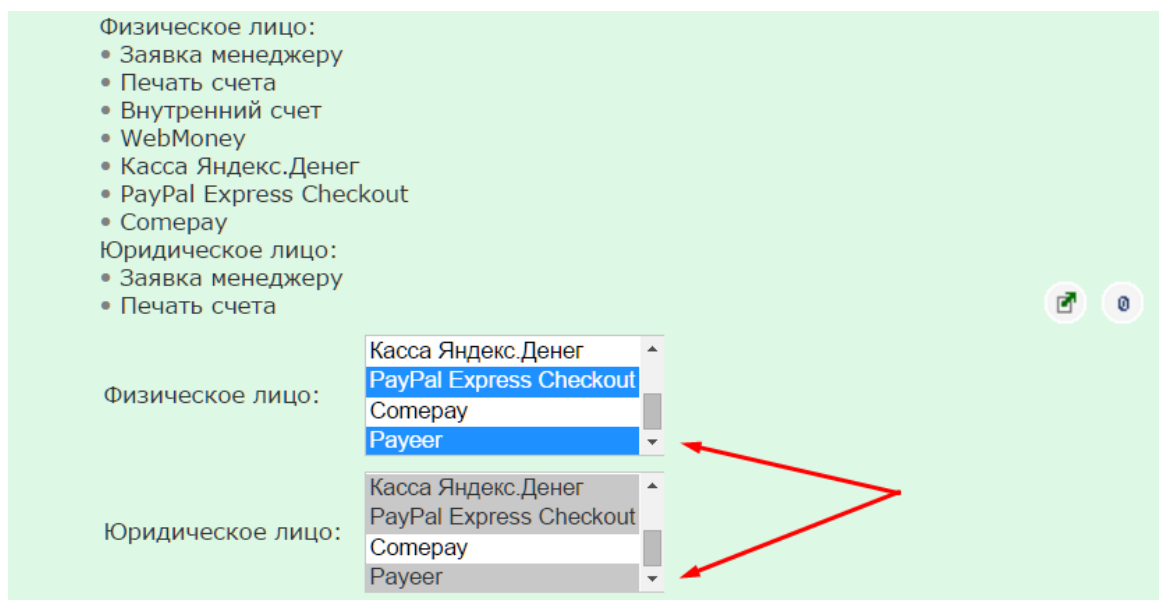 Физическое лицо:
• Заявка менеджеру
• Печать счета
• Внутренний счет
• WebMoney
• Касса Яндекс.Денег
• PayPal Express Checkout
• Comepay
Юридическое лицо:
• Заявка менеджеру
• Печать счета
Касса Яндекс.Денег
PayPal Express Checkout
Физическое лицо:
Comepay
Payeer
Касса Яндекс.Денег
PayPal Express Checkout
Юридическое лицо:
Comepay
Payeer